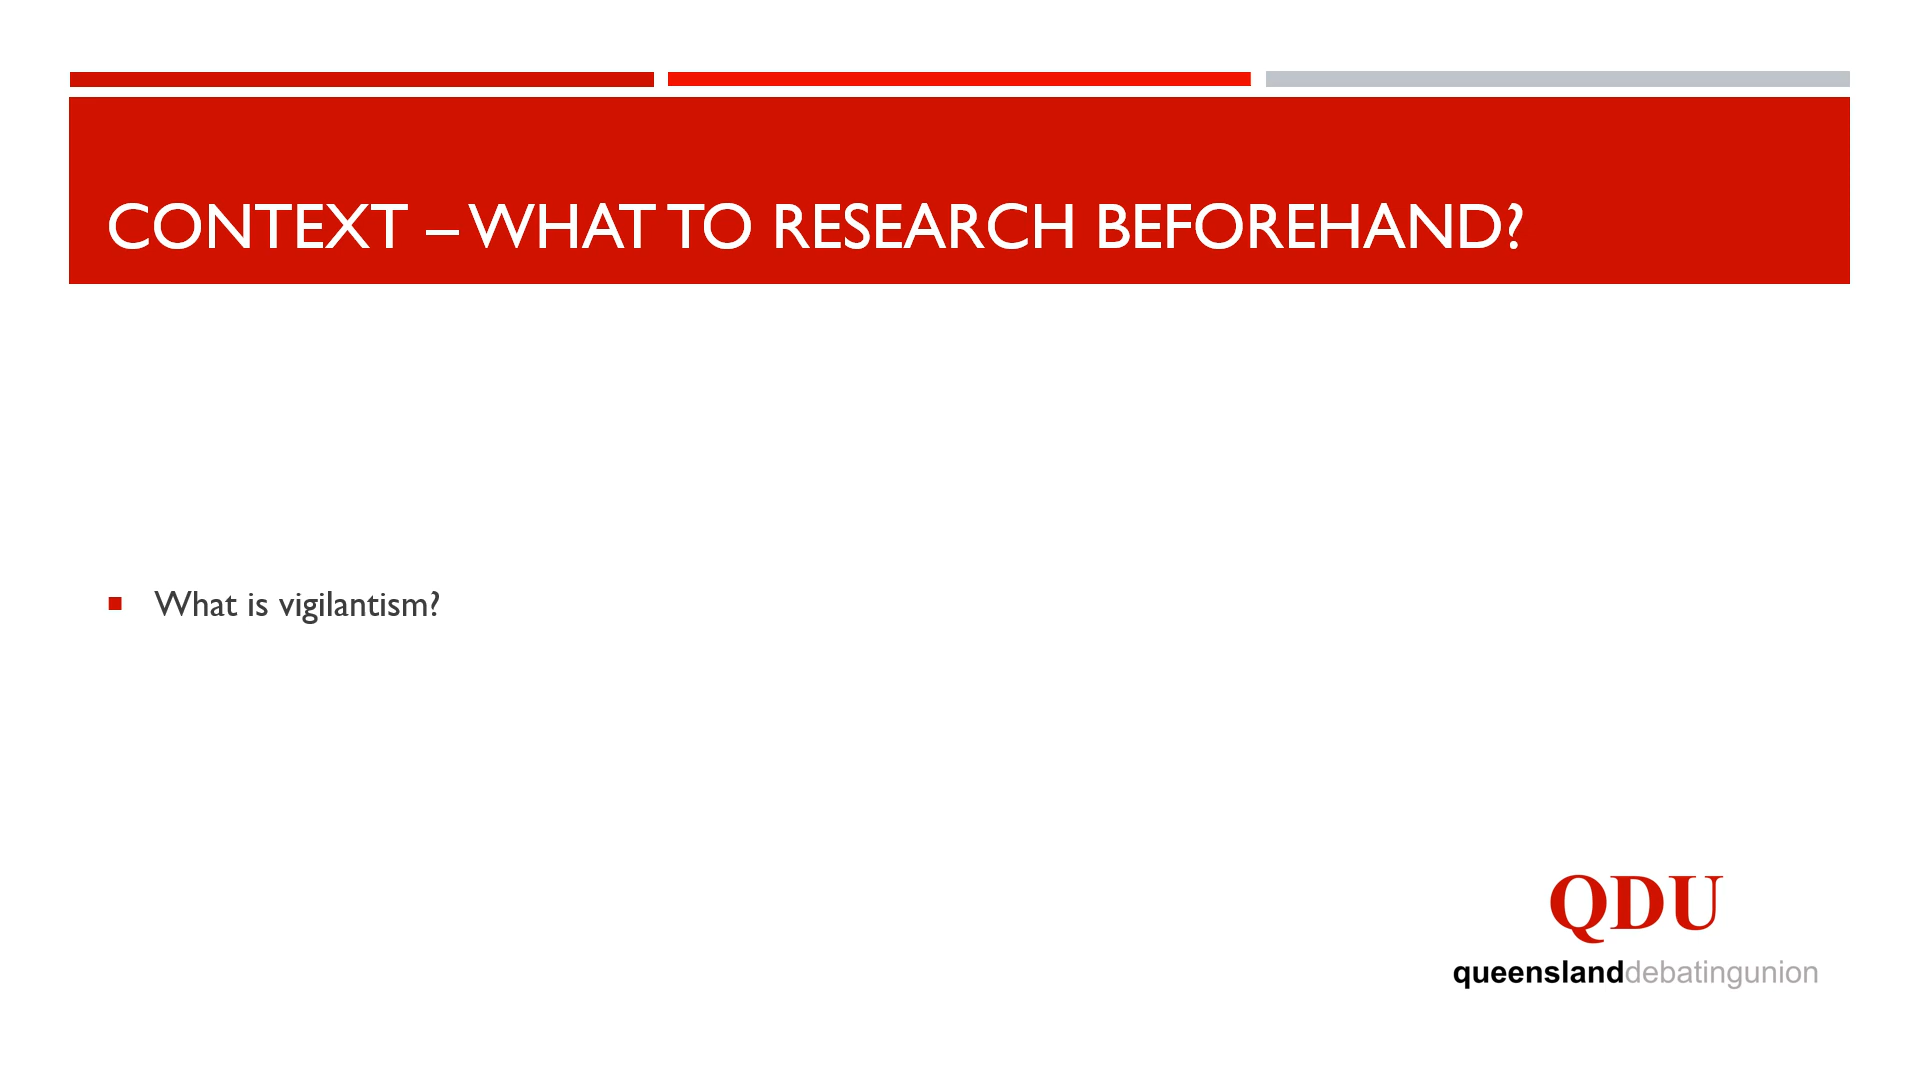 CONTEXT – WHAT TO RESEARCH BEFOREHAND?
What is vigilantism?
QDU
queenslanddebatingunion